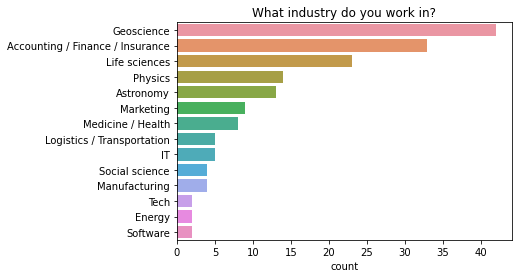 What industry do you work in?
Geoscience
Accounting / Finance / Insurance
Life sciences
Physics
Astronomy
Marketing
Medicine / Health
Logistics / Transportation
IT
Social science
Manufacturing
Tech
Energy
Software
0 5 10 15 20 25 30 35 40
count